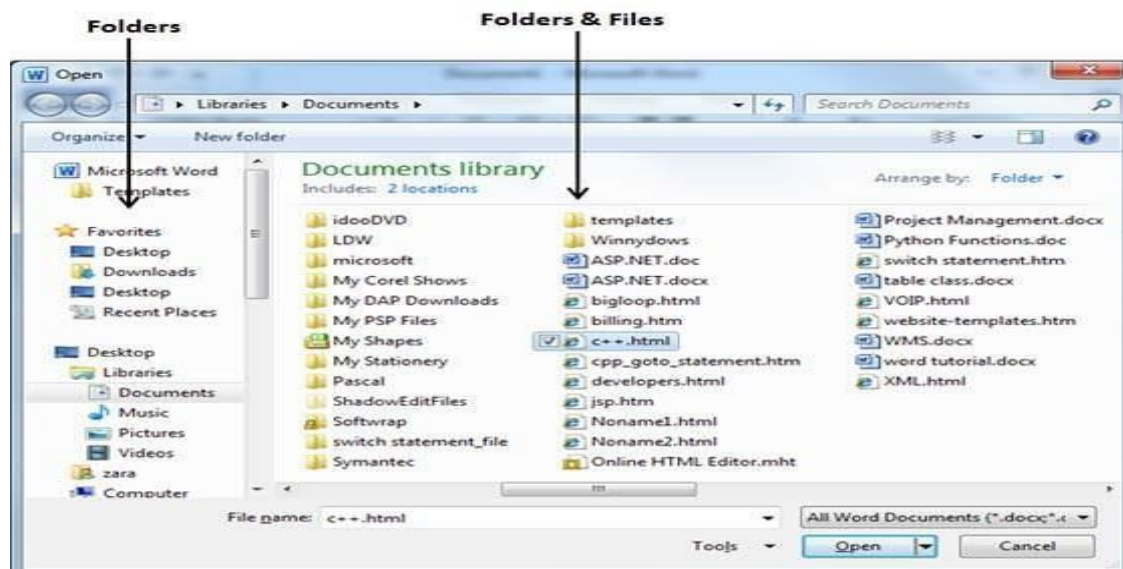 Folders
Folders & Files
Open
Libraries ▸ Documents ▸
Search Documents
Organize
New folder
Microsoft Word
Templates
Favorites
Desktop
Downloads
Desktop
Recent Places
Desktop
Libraries
Documents
Music
Pictures
Videos
zara
Computer
Documents library
Includes: 2 locations
Arrange by: Folder
idooDVD
LDW
microsoft
My Corel Shows
My DAP Downloads
My PSP Files
My Shapes
My Stationery
Pascal
ShadowEditFiles
Softwrap
switch statement_file
Symantec
templates
Winnydows
ASP.NET.doc
ASP.NET.docx
bigloop.html
billing.htm
c++.html
cpp_goto_statement.htm
developers.html
jsp.htm
Noname1.html
Noname2.html
Online HTML Editor.mht
Project Management.docx
Python Functions.doc
switch statement.htm
table class.docx
VOIP.html
website-templates.htm
WMS.docx
word tutorial.docx
XML.html
File name: c++.html
All Word Documents (*.docx;*.c
Tools
Open
Cancel